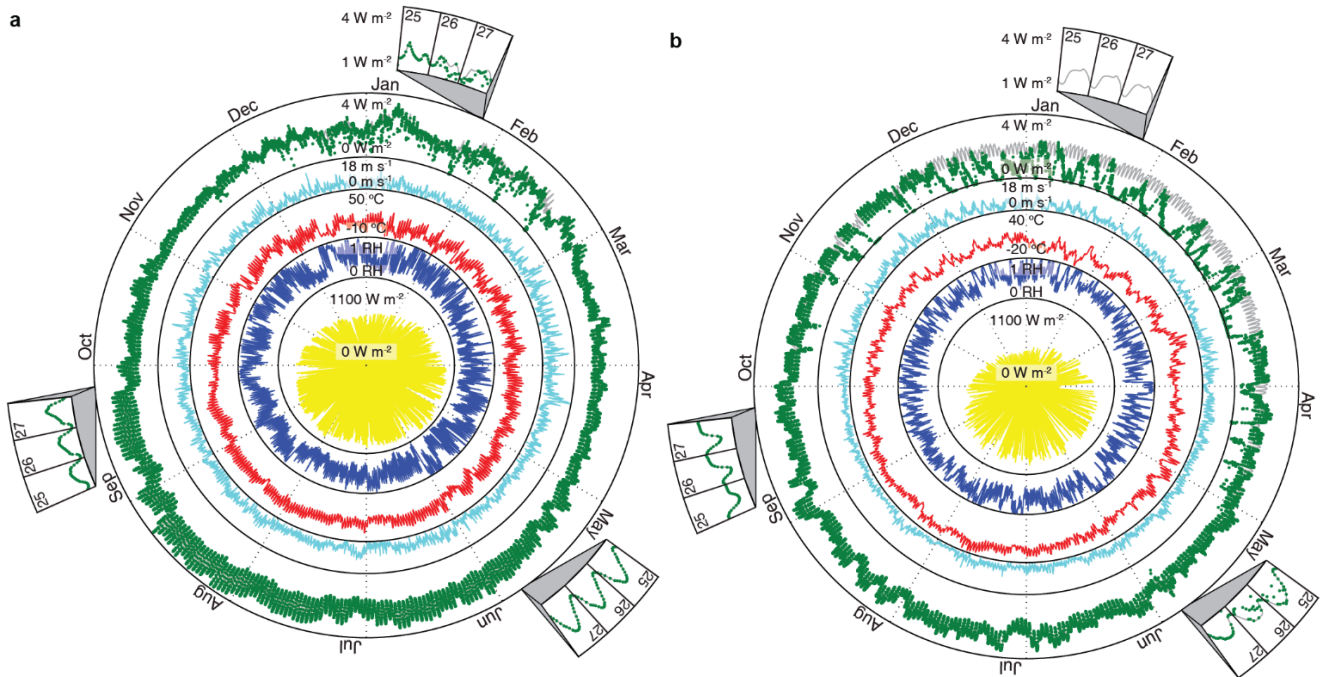 a
4 W m-2
1 W m-2
25
26
27
Jan
Feb
Mar
Apr
May
Jun
Jul
Aug
Sep
Oct
Nov
Dec
4 W m-2
0 W m-2
18 m s-1
0 m s-1
50 ºC
-10 ºC
1 RH
0 RH
1100 W m-2
0 W m-2
25
26
27
25
26
27
b
4 W m-2
1 W m-2
25
26
27
Jan
Feb
Mar
Apr
May
Jun
Jul
Aug
Sep
Oct
Nov
Dec
4 W m-2
0 W m-2
18 m s-1
0 m s-1
40 ºC
-20 ºC
1 RH
0 RH
1100 W m-2
0 W m-2
25
26
27
25
26
27